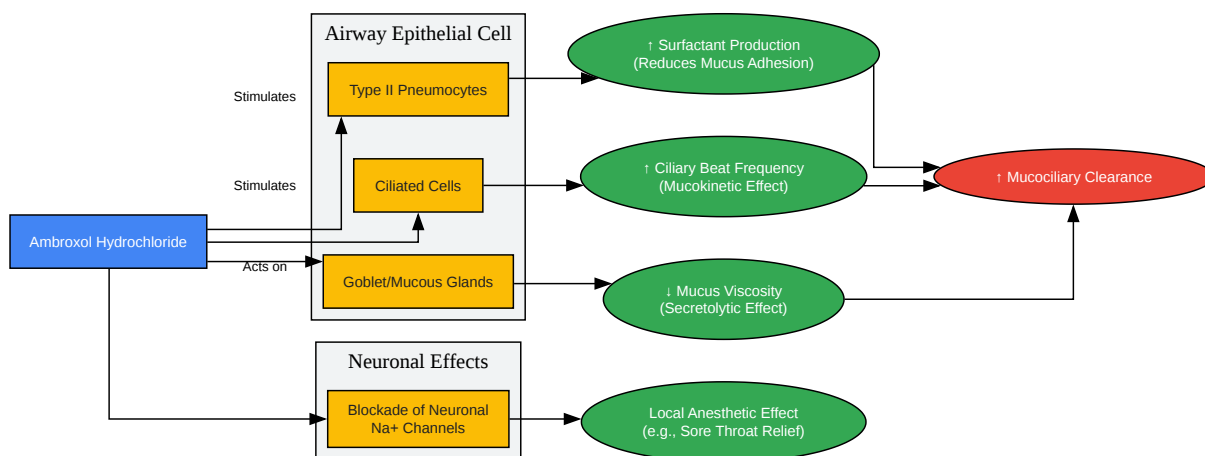 Airway Epithelial Cell
↑ Surfactant Production
(Reduces Mucus Adhesion)
Type II Pneumocytes
Stimulates
↑ Ciliary Beat Frequency
(Mucokinetic Effect)
↑ Mucociliary Clearance
Stimulates
Ciliated Cells
Ambroxol Hydrochloride
Acts on
Goblet/Mucous Glands
↓ Mucus Viscosity
(Secretolytic Effect)
Neuronal Effects
Blockade of Neuronal
Na+ Channels
Local Anesthetic Effect
(e.g., Sore Throat Relief)